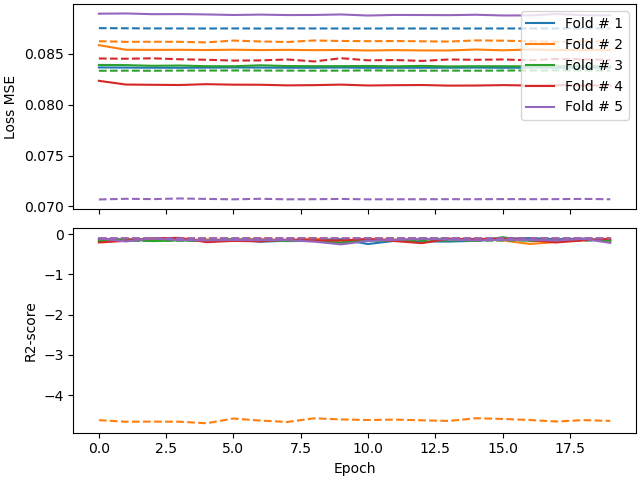 0.085
0.080
0.075
0.070
Loss MSE
Fold # 1
Fold # 2
Fold # 3
Fold # 4
Fold # 5
0
−1
−2
−3
−4
R2-score
0.0 2.5 5.0 7.5 10.0 12.5 15.0 17.5
Epoch